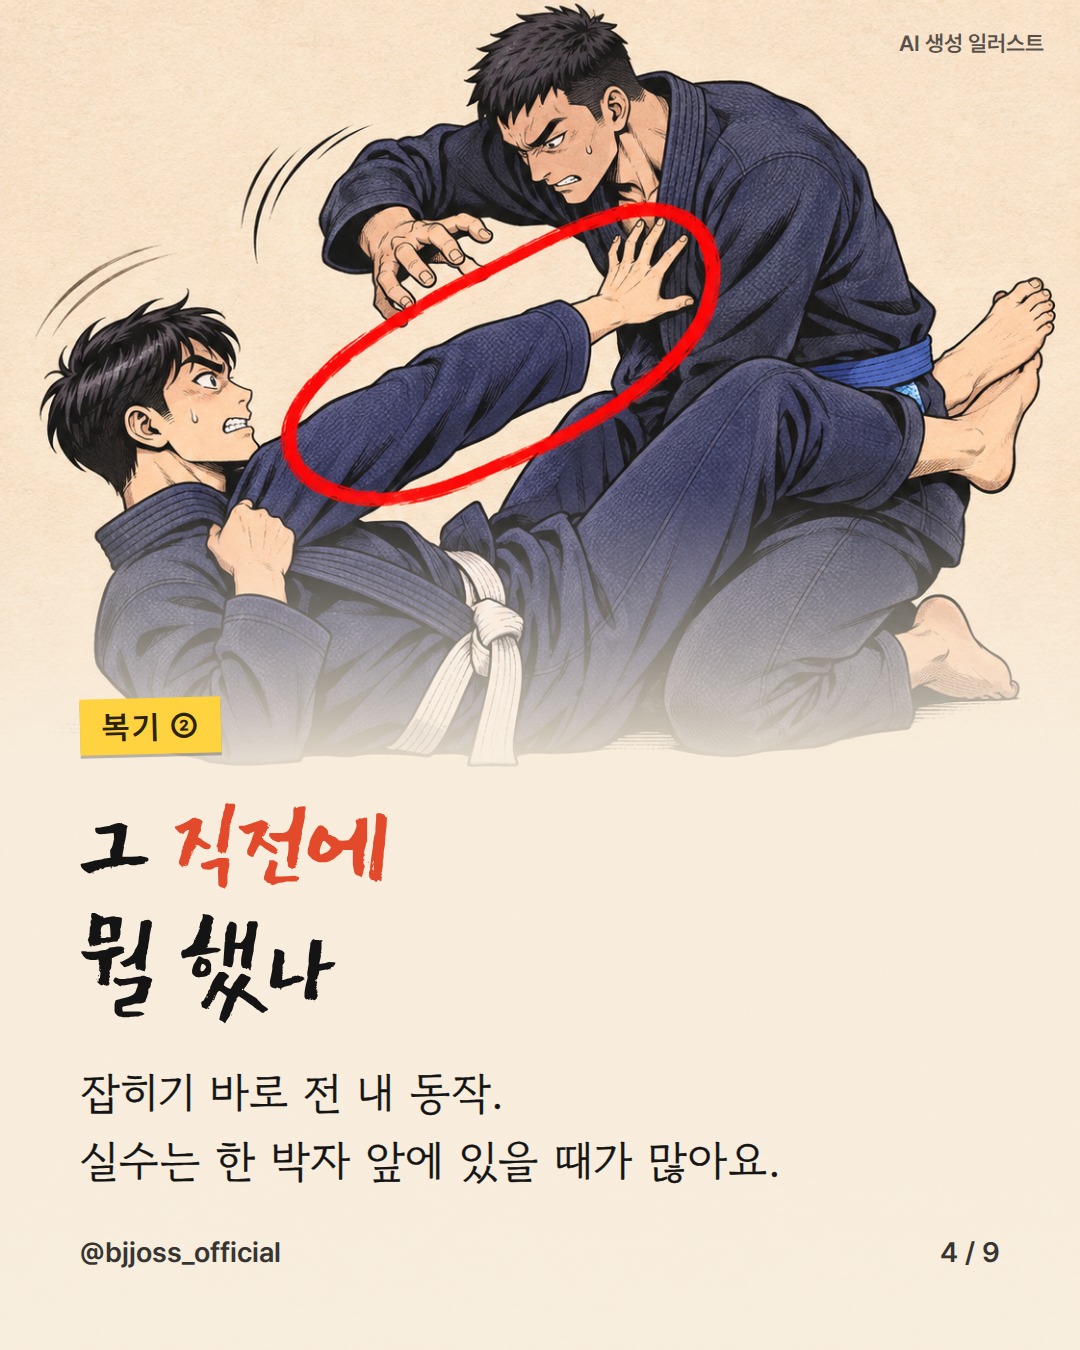 AI 생성 일러스트
복기 ②
그 직전에
뭘 했나
잡히기 바로 전 내 동작.
실수는 한 박자 앞에 있을 때가 많아요.
@bjjoss_official
4 / 9